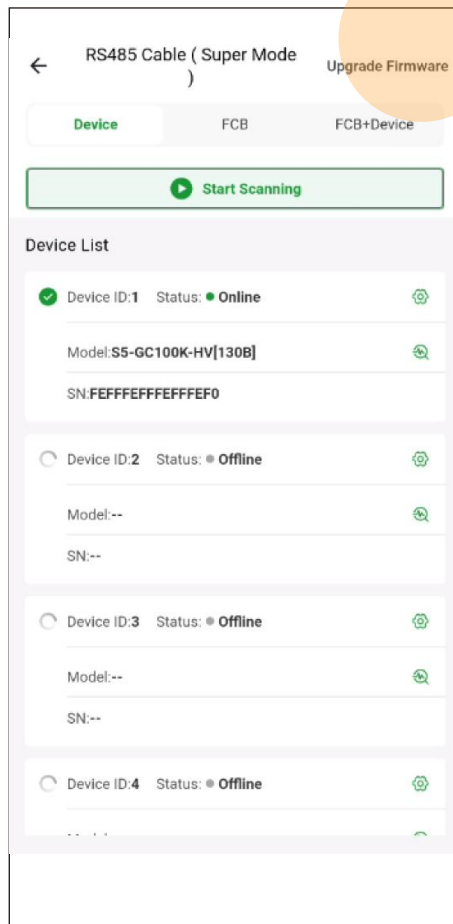 RS485 Cable ( Super Mode
)
Upgrade Firmware
Device FCB FCB+Device
Start Scanning
Device List
Device ID:1 Status: Online
Model:S5-GC100K-HV[130B]
SN:FEFFFEFFFEFFFEF0
Device ID:2 Status: Offline
Model:--
SN:--
Device ID:3 Status: Offline
Model:--
SN:--
Device ID:4 Status: Offline